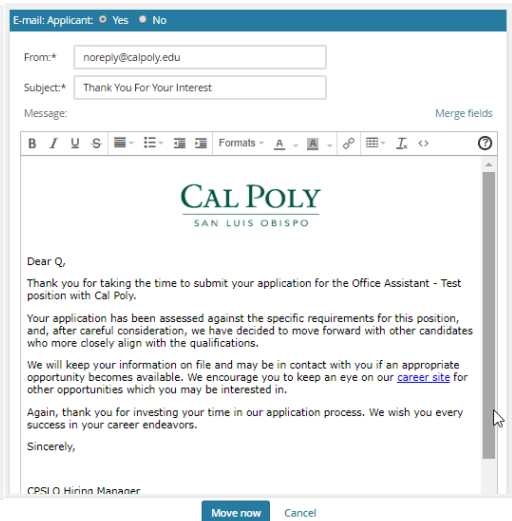 E-mail: Applicant: Yes No
From:* noreply@calpoly.edu
Subject:* Thank You For Your Interest
Message: Merge fields
B I U S Formats A A
CAL POLY
SAN LUIS OBISPO
Dear Q,
Thank you for taking the time to submit your application for the Office Assistant - Test
position with Cal Poly.
Your application has been assessed against the specific requirements for this position,
and, after careful consideration, we have decided to move forward with other candidates
who more closely align with the qualifications.
We will keep your information on file and may be in contact with you if an appropriate
opportunity becomes available. We encourage you to keep an eye on our career site for
other opportunities which you may be interested in.
Again, thank you for investing your time in our application process. We wish you every
success in your career endeavors.
Sincerely,
CPSLO Hiring Manager
Move now Cancel